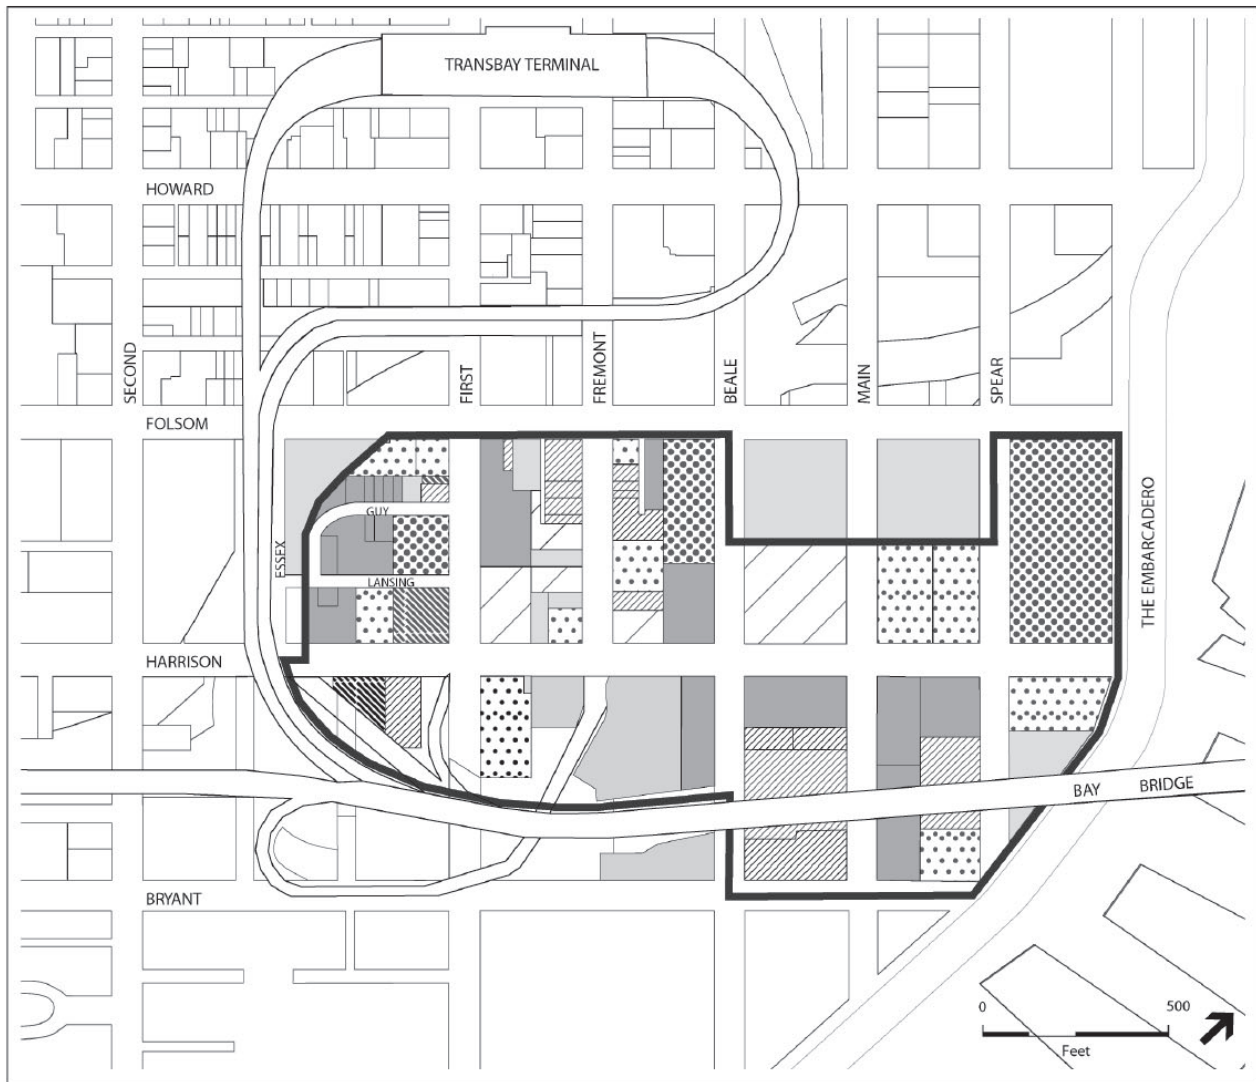 TRANSBAY TERMINAL
HOWARD
SECOND
FIRST
FREMONT
BEALE
MAIN
SPEAR
FOLSOM
GUY
ESSEX
LANSING
THE EMBARCADERO
HARRISON
BAY BRIDGE
BRYANT
0 500
Feet